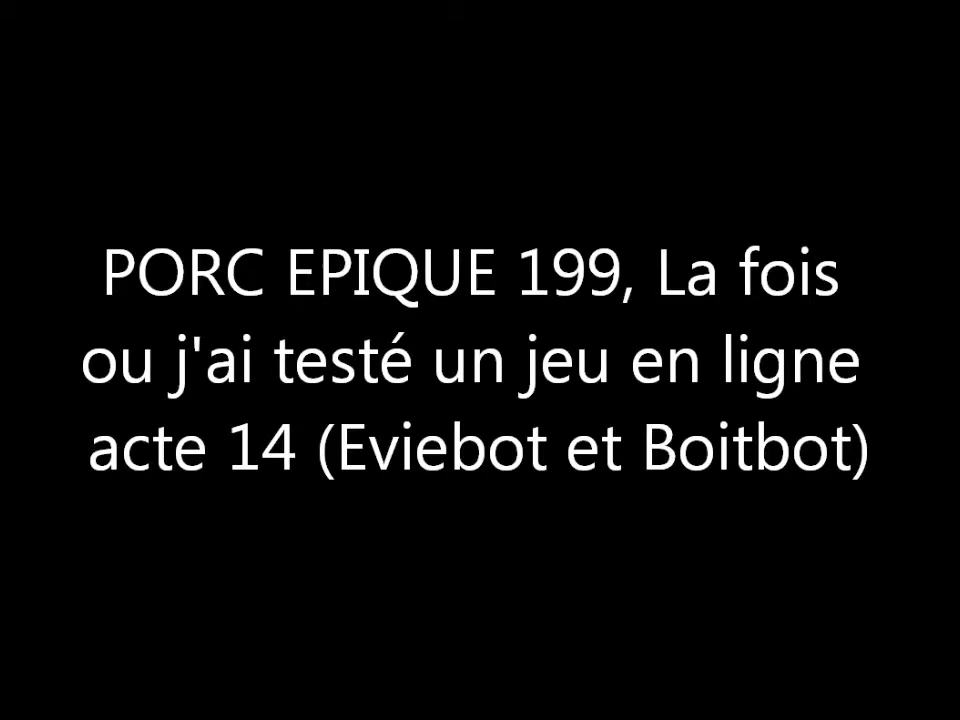 PORC EPIQUE 199, La fois
ou j'ai testé un jeu en ligne
acte 14 (Eviebot et Boitbot)